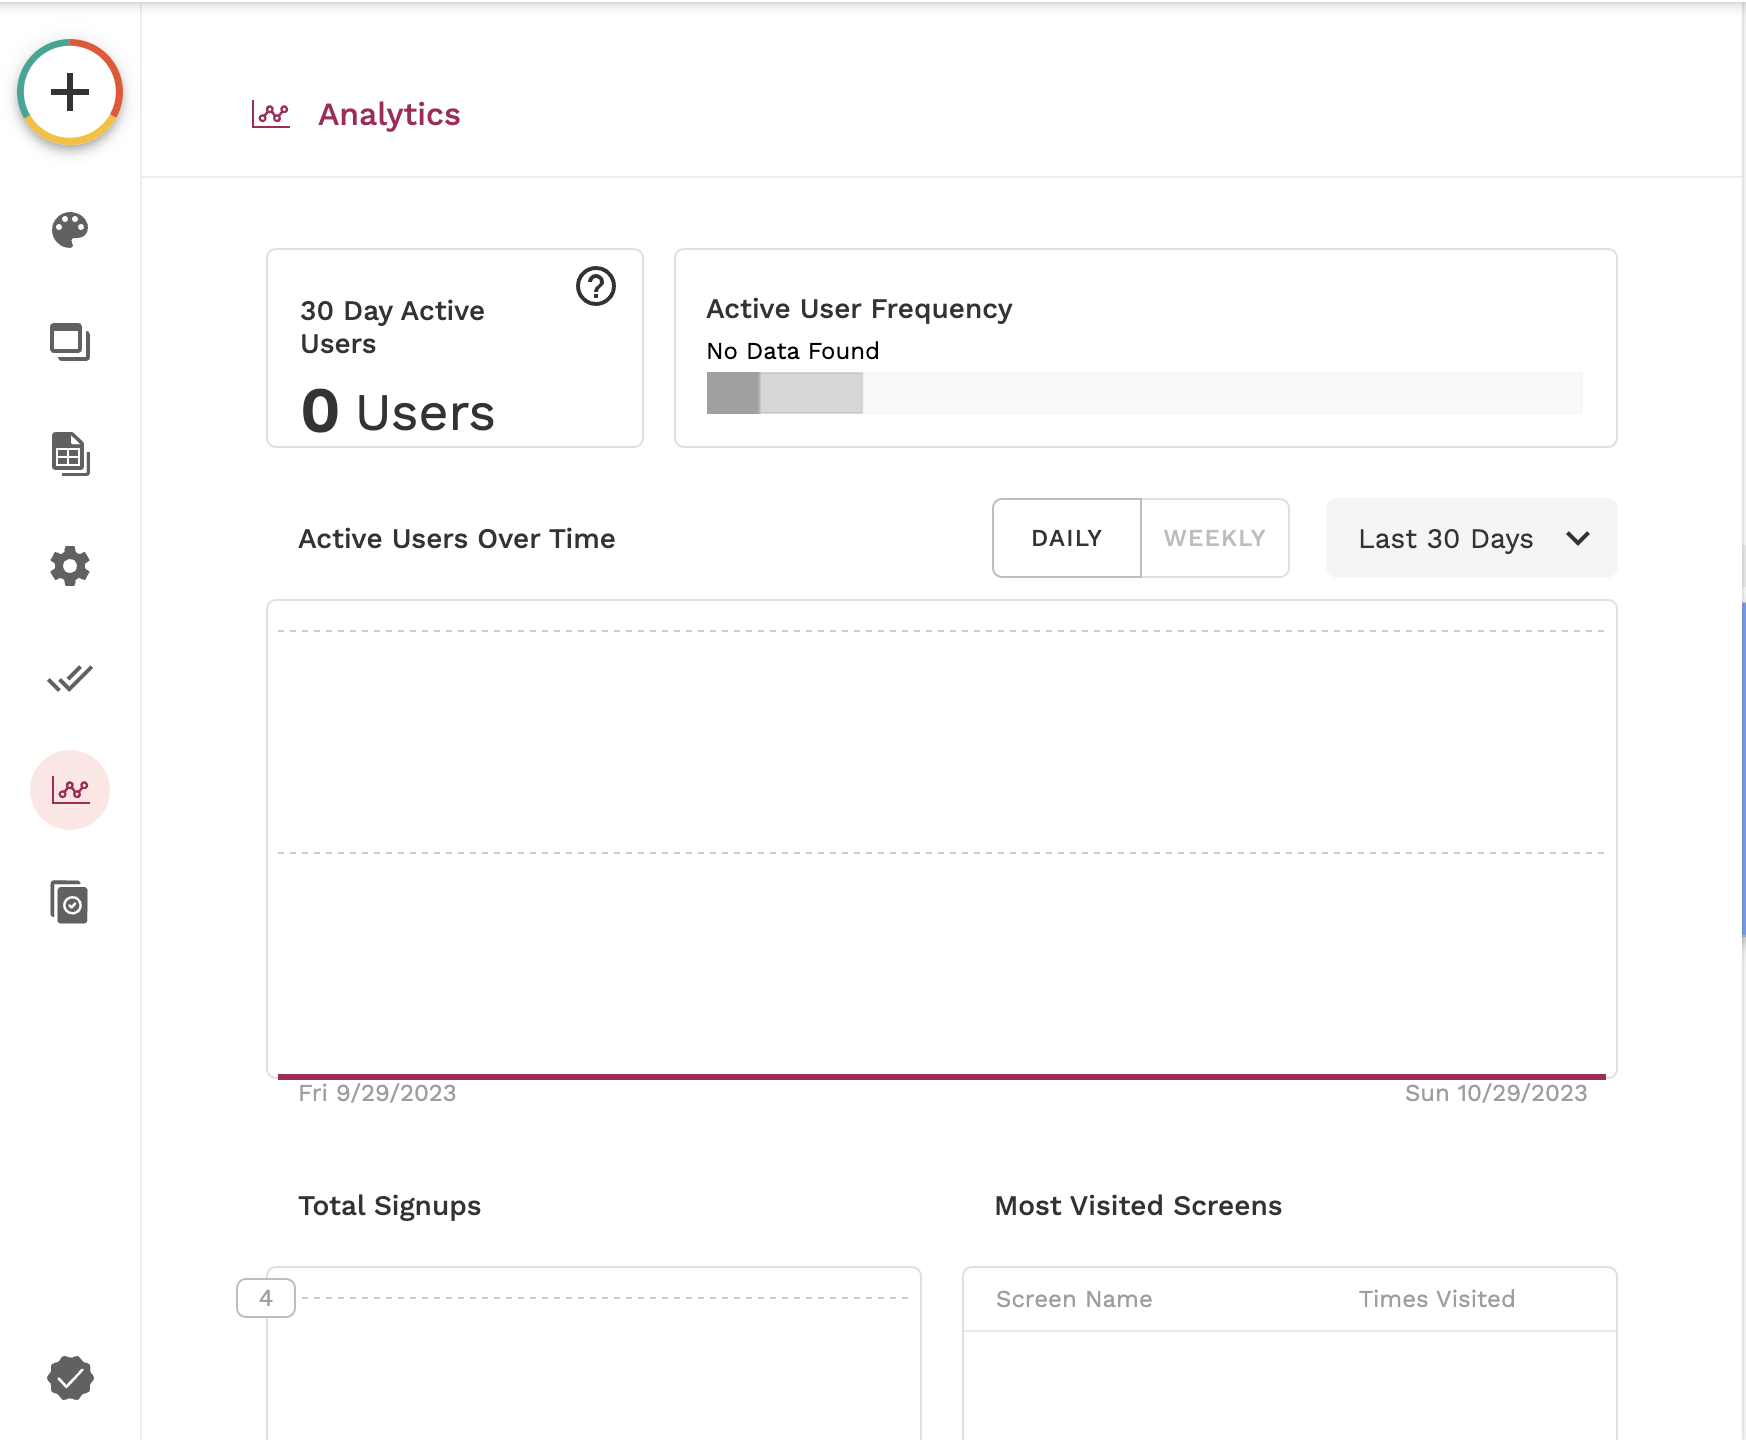 Analytics
30 Day Active
Users
0 Users
Active User Frequency
No Data Found
Active Users Over Time
DAILY
WEEKLY
Last 30 Days
Fri 9/29/2023
Sun 10/29/2023
Total Signups
4
Most Visited Screens
Screen Name
Times Visited